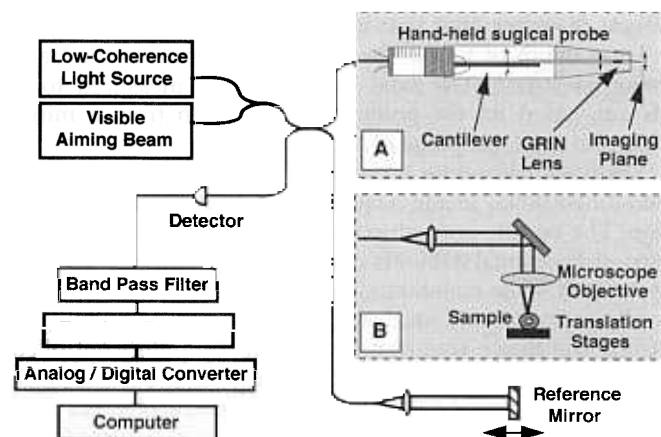 Low-Coherence
Light Source
Visible
Aiming Beam
Detector
Band Pass Filter
Analog / Digital Converter
Computer
Hand-held sugical probe
A
Cantilever
GRIN
Lens
Imaging
Plane
B
Microscope
Objective
Sample
Translation
Stages
Reference
Mirror